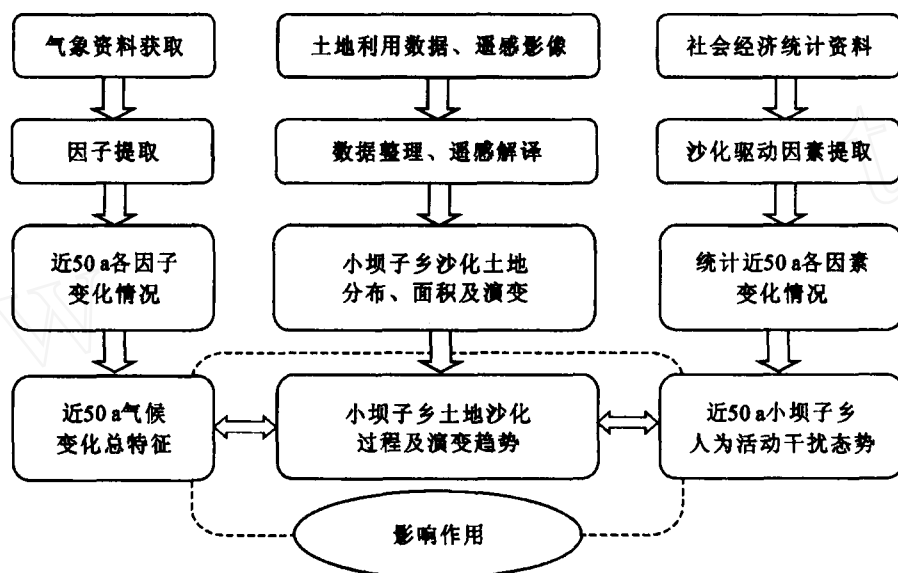 气象资料获取
土地利用数据、遥感影像
社会经济统计资料
因子提取
数据整理、遥感解译
沙化驱动因素提取
近50 a各因子
变化情况
小坝子乡沙化土地
分布、面积及演变
统计近50 a各因素
变化情况
近50 a气候
变化总特征
小坝子乡土地沙化
过程及演变趋势
近50 a小坝子乡
人为活动干扰态势
影响作用